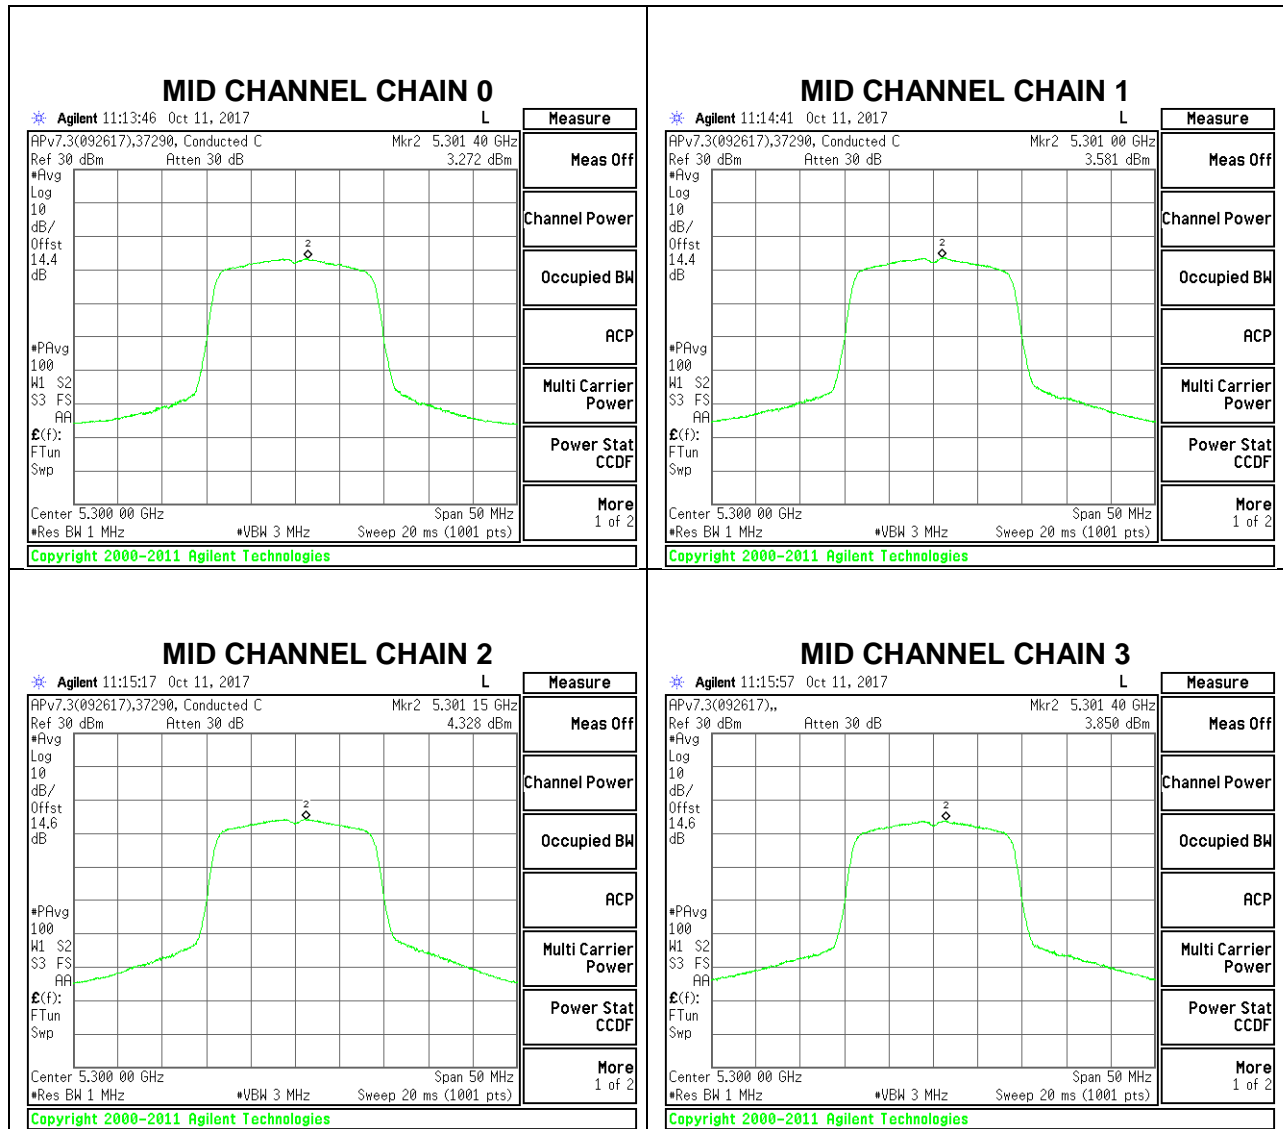 MID CHANNEL CHAIN 0
Agilent 11:13:46 Oct 11, 2017 L Measure
APv7.3(092617),37290, Conducted C Mkr2 5.301 40 GHz
Ref 30 dBm Atten 30 dB 3.272 dBm
#Avg
Log
10
dB/
Offst
14.4
dB
2
#PAvg
100
W1 S2
S3 FS
AA
£(f):
FTun
Swp
Center 5.300 00 GHz Span 50 MHz
#Res BW 1 MHz #VBW 3 MHz Sweep 20 ms (1001 pts)
Meas Off
Channel Power
Occupied BW
ACP
Multi Carrier
Power
Power Stat
CCDF
More
1 of 2
Copyright 2000-2011 Agilent Technologies
MID CHANNEL CHAIN 1
Agilent 11:14:41 Oct 11, 2017 L Measure
APv7.3(092617),37290, Conducted C Mkr2 5.301 00 GHz
Ref 30 dBm Atten 30 dB 3.581 dBm
#Avg
Log
10
dB/
Offst
14.4
dB
2
#PAvg
100
W1 S2
S3 FS
AA
£(f):
FTun
Swp
Center 5.300 00 GHz Span 50 MHz
#Res BW 1 MHz #VBW 3 MHz Sweep 20 ms (1001 pts)
Meas Off
Channel Power
Occupied BW
ACP
Multi Carrier
Power
Power Stat
CCDF
More
1 of 2
Copyright 2000-2011 Agilent Technologies
MID CHANNEL CHAIN 2
Agilent 11:15:17 Oct 11, 2017 L Measure
APv7.3(092617),37290, Conducted C Mkr2 5.301 15 GHz
Ref 30 dBm Atten 30 dB 4.328 dBm
#Avg
Log
10
dB/
Offst
14.6
dB
2
#PAvg
100
W1 S2
S3 FS
AA
£(f):
FTun
Swp
Center 5.300 00 GHz Span 50 MHz
#Res BW 1 MHz #VBW 3 MHz Sweep 20 ms (1001 pts)
Meas Off
Channel Power
Occupied BW
ACP
Multi Carrier
Power
Power Stat
CCDF
More
1 of 2
Copyright 2000-2011 Agilent Technologies
MID CHANNEL CHAIN 3
Agilent 11:15:57 Oct 11, 2017 L Measure
APv7.3(092617),, Mkr2 5.301 40 GHz
Ref 30 dBm Atten 30 dB 3.850 dBm
#Avg
Log
10
dB/
Offst
14.6
dB
2
#PAvg
100
W1 S2
S3 FS
AA
£(f):
FTun
Swp
Center 5.300 00 GHz Span 50 MHz
#Res BW 1 MHz #VBW 3 MHz Sweep 20 ms (1001 pts)
Meas Off
Channel Power
Occupied BW
ACP
Multi Carrier
Power
Power Stat
CCDF
More
1 of 2
Copyright 2000-2011 Agilent Technologies